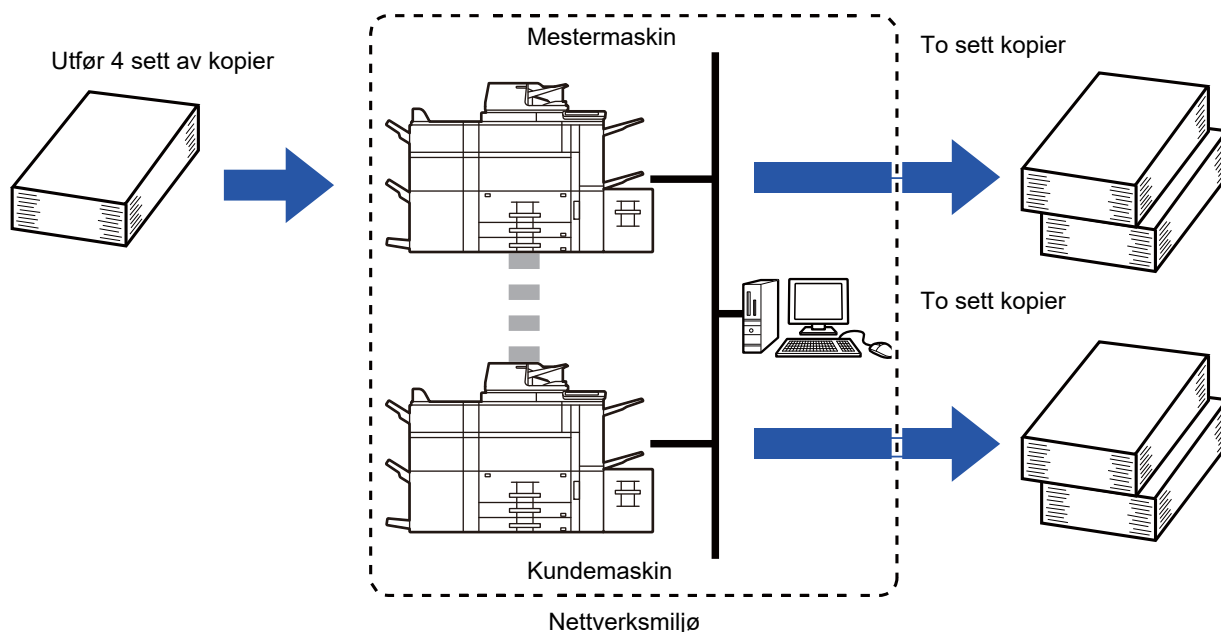 Utfør 4 sett av kopier
Mestermaskin
To sett kopier
To sett kopier
Kundemaskin
Nettverksmiljø